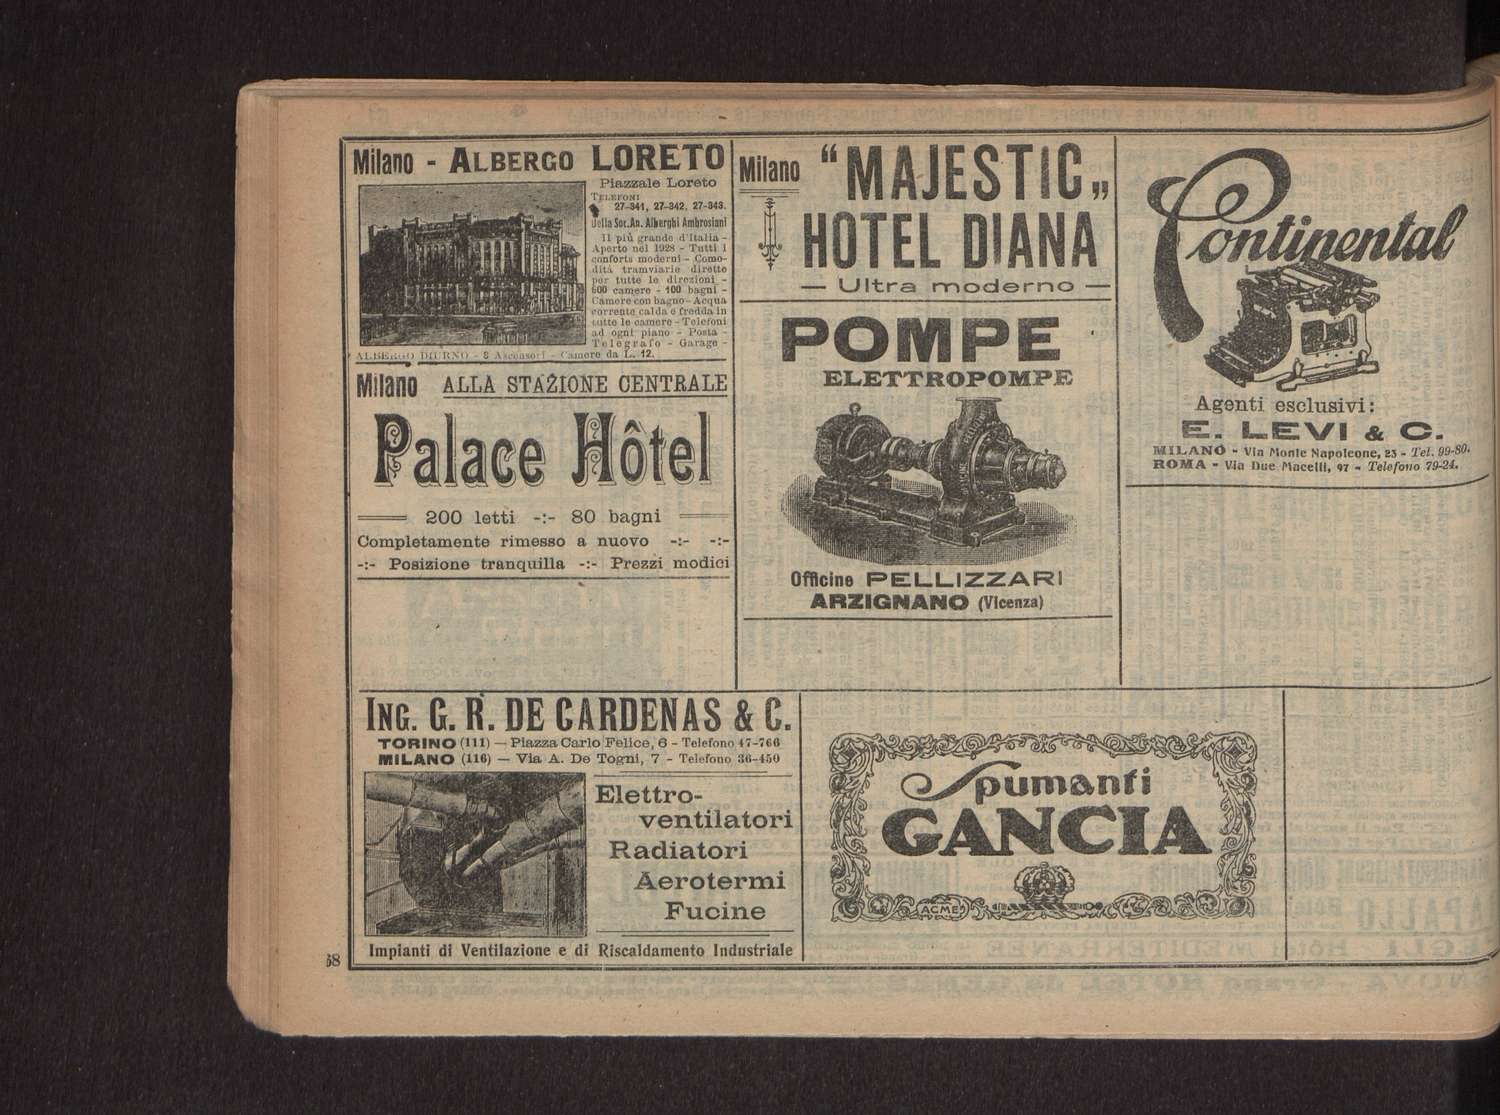 Milano - ALBERGO LORETO
Piazzale Loreto
TELEFONI
27-341, 27-342, 27-343.
della Soc. An. Alberghi Ambrosiani
Il più grande d'Italia -
Aperto nel 1928 - Tutti i
conforts moderni - Como-
dità tramviarie dirette
per tutte le direzioni -
600 camere - 100 bagni -
Camere con bagno - Acqua
corrente calda e fredda in
tutte le camere - Telefoni
ad ogni piano - Posta -
Telegrafo - Garage -
ALBERGO DIURNO - 8 Ascensori - Camere da L. 12.
Milano ALLA STAZIONE CENTRALE
Palace Hôtel
200 letti -:- 80 bagni
Completamente rimesso a nuovo -:- -:-
-:- Posizione tranquilla -:- Prezzi modici
Milano "MAJESTIC„
HOTEL DIANA
— Ultra moderno —
POMPE
ELETTROPOMPE
Officine PELLIZZARI
ARZIGNANO (Vicenza)
Continental
Agenti esclusivi:
E. LEVI & C.
MILANO - Via Monte Napoleone, 23 - Tel. 99-80.
ROMA - Via Due Macelli, 97 - Telefono 79-24.
ING. G. R. DE CARDENAS & C.
TORINO (111) — Piazza Carlo Felice, 6 - Telefono 47-766
MILANO (116) — Via A. De Togni, 7 - Telefono 36-450
Elettro-
ventilatori
Radiatori
Aerotermi
Fucine
Impianti di Ventilazione e di Riscaldamento Industriale
Spumanti
GANCIA
ACME
68